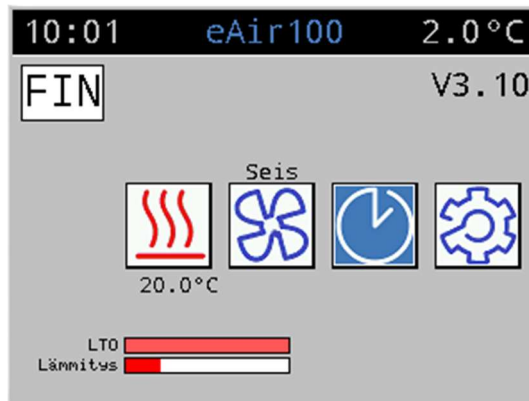 10:01 eAir100 2.0°C
FIN V3.10
Seis
20.0°C
LTO
Lämmitys